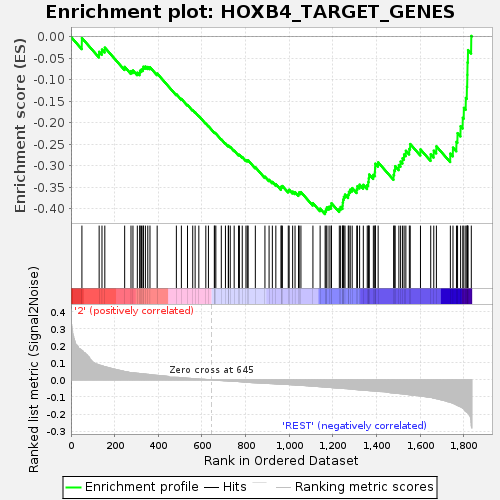 Enrichment plot: HOXB4_TARGET_GENES
Enrichment score (ES)
0.00
-0.05
-0.10
-0.15
-0.20
-0.25
-0.30
-0.35
-0.40
Ranked list metric (Signal2Noise)
'2' (positively correlated)
0.4
0.3
0.2
0.1
0.0
-0.1
-0.2
-0.3
Zero cross at 645
'REST' (negatively correlated)
0 200 400 600 800 1,000 1,200 1,400 1,600 1,800
Rank in Ordered Dataset
Enrichment profile Hits Ranking metric scores